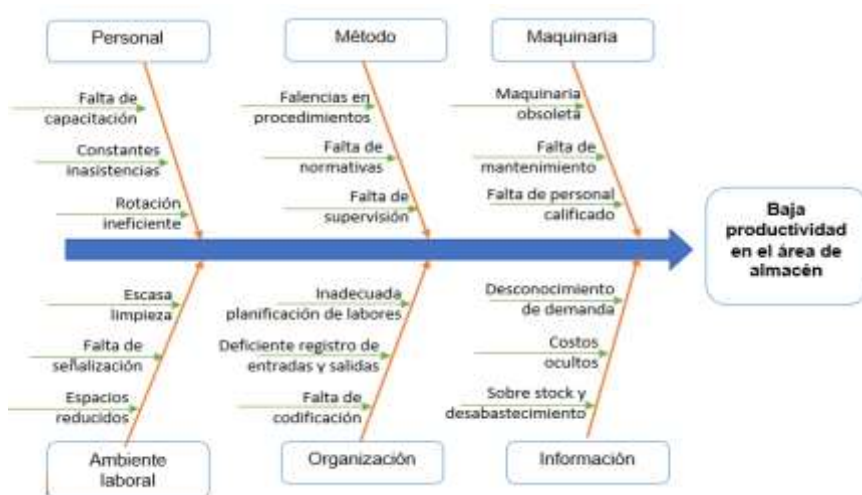 Personal
Método
Maquinaria
Falta de
capacitación
Constantes
inasistencias
Rotación
ineficiente
Falencias en
procedimientos
Falta de
normativas
Falta de
supervisión
Maquinaria
obsoleta
Falta de
mantenimiento
Falta de personal
calificado
Baja
productividad
en el área de
almacén
Escasa
limpieza
Falta de
señalización
Espacios
reducidos
Inadecuada
planificación de labores
Deficiente registro de
entradas y salidas
Falta de
codificación
Desconocimiento
de demanda
Costos
ocultos
Sobre stock y
desabastecimiento
Ambiente
laboral
Organización
Información